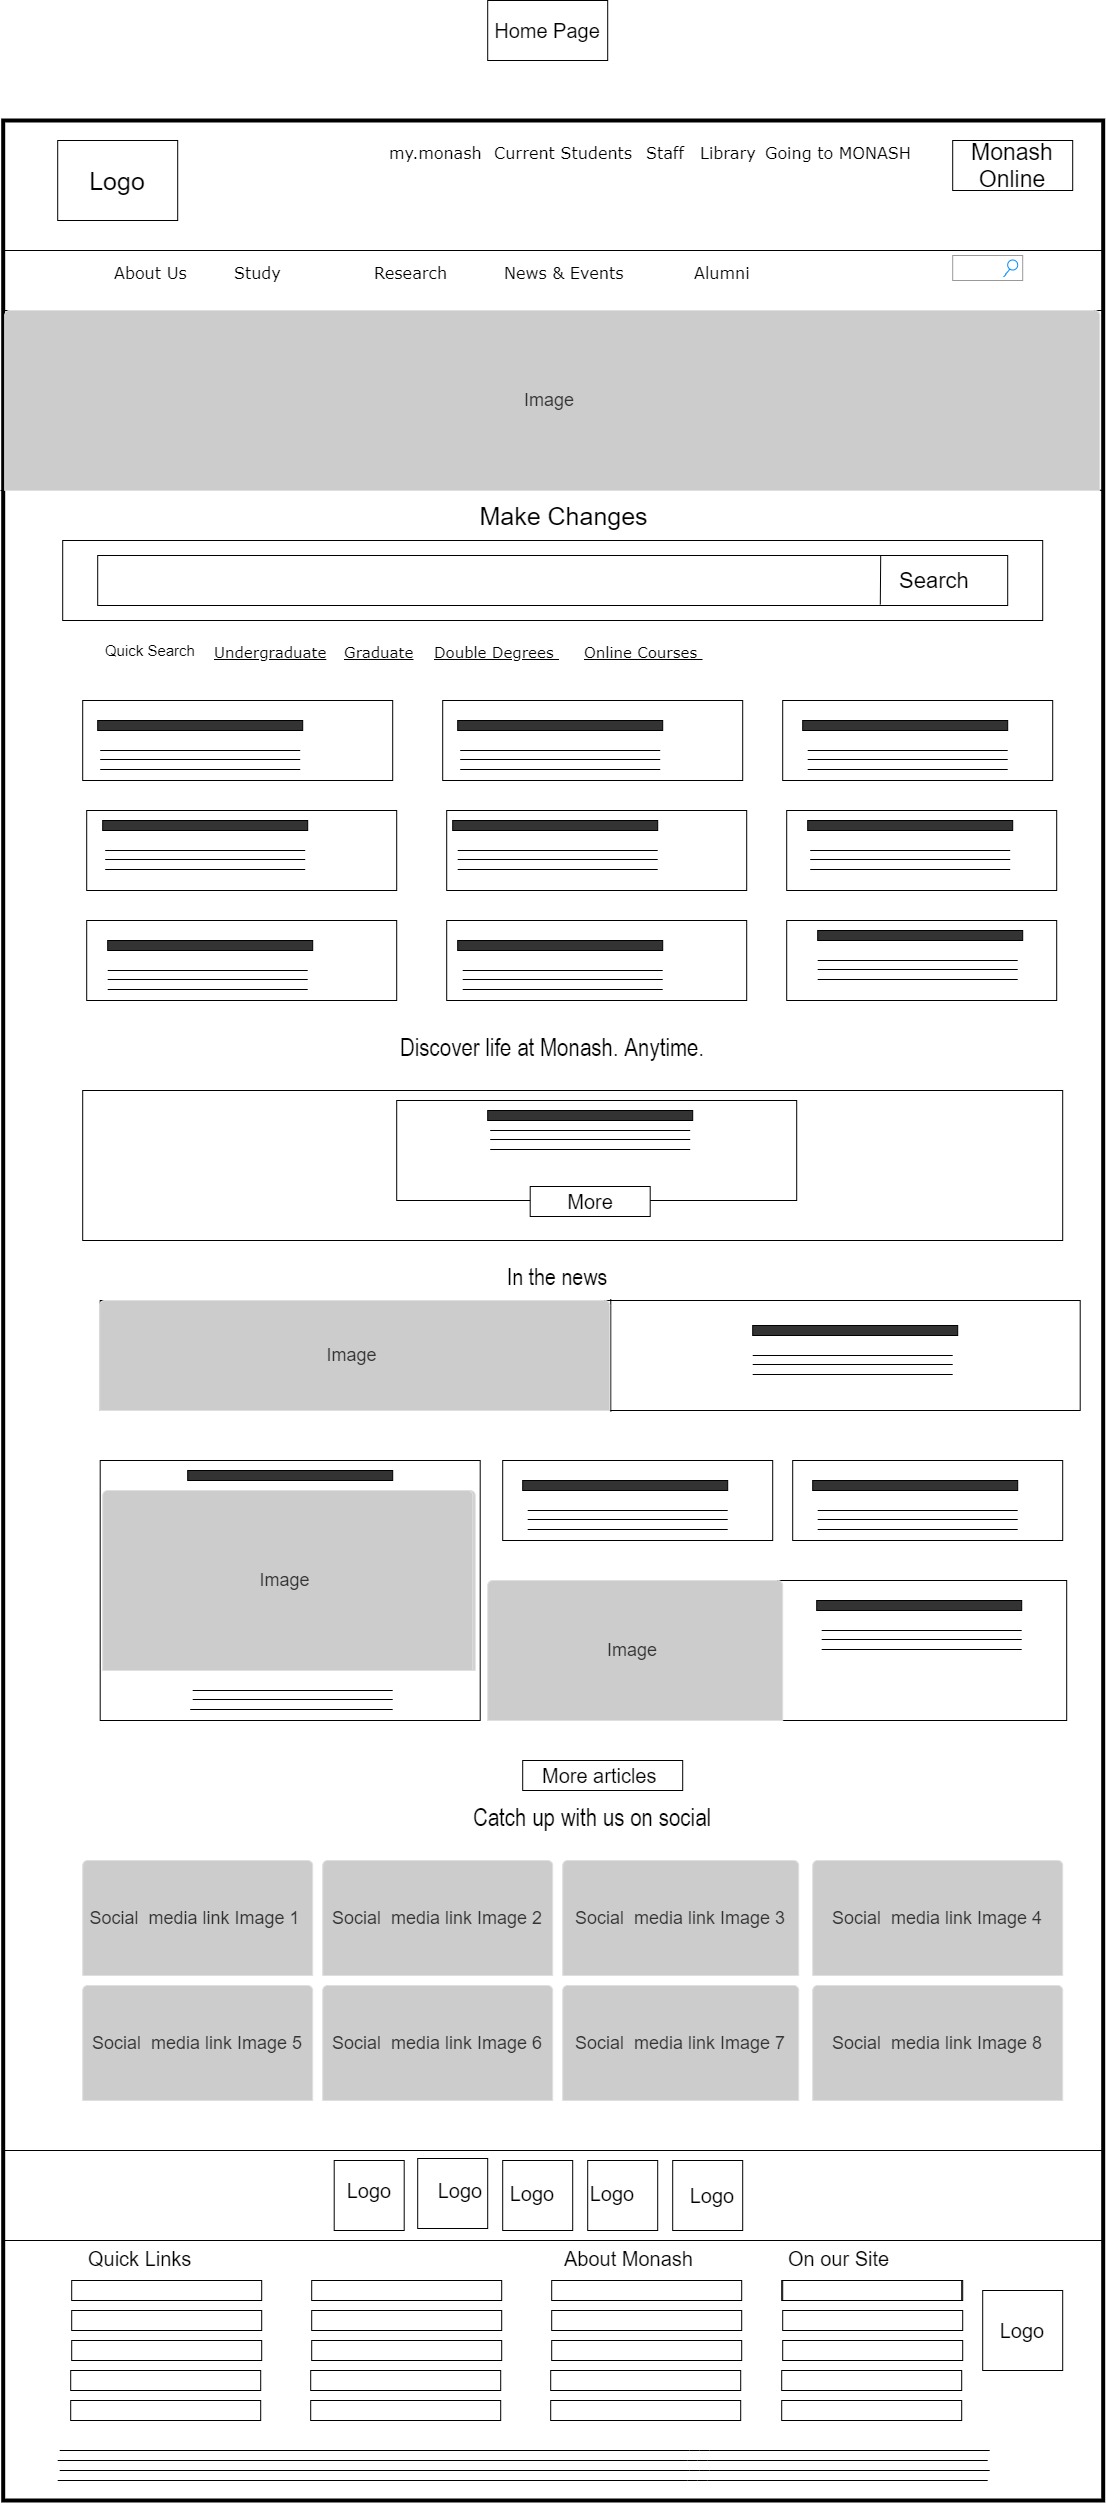 Home Page
Logo
my.monash Current Students Staff Library Going to MONASH
Monash
Online
About Us Study Research News & Events Alumni
Image
Make Changes
Search
Quick Search Undergraduate Graduate Double Degrees Online Courses
Discover life at Monash. Anytime.
More
In the news
Image
Image
Image
More articles
Catch up with us on social
Social media link Image 1
Social media link Image 2
Social media link Image 3
Social media link Image 4
Social media link Image 5
Social media link Image 6
Social media link Image 7
Social media link Image 8
Logo
Logo
Logo
Logo
Logo
Quick Links
About Monash
On our Site
Logo